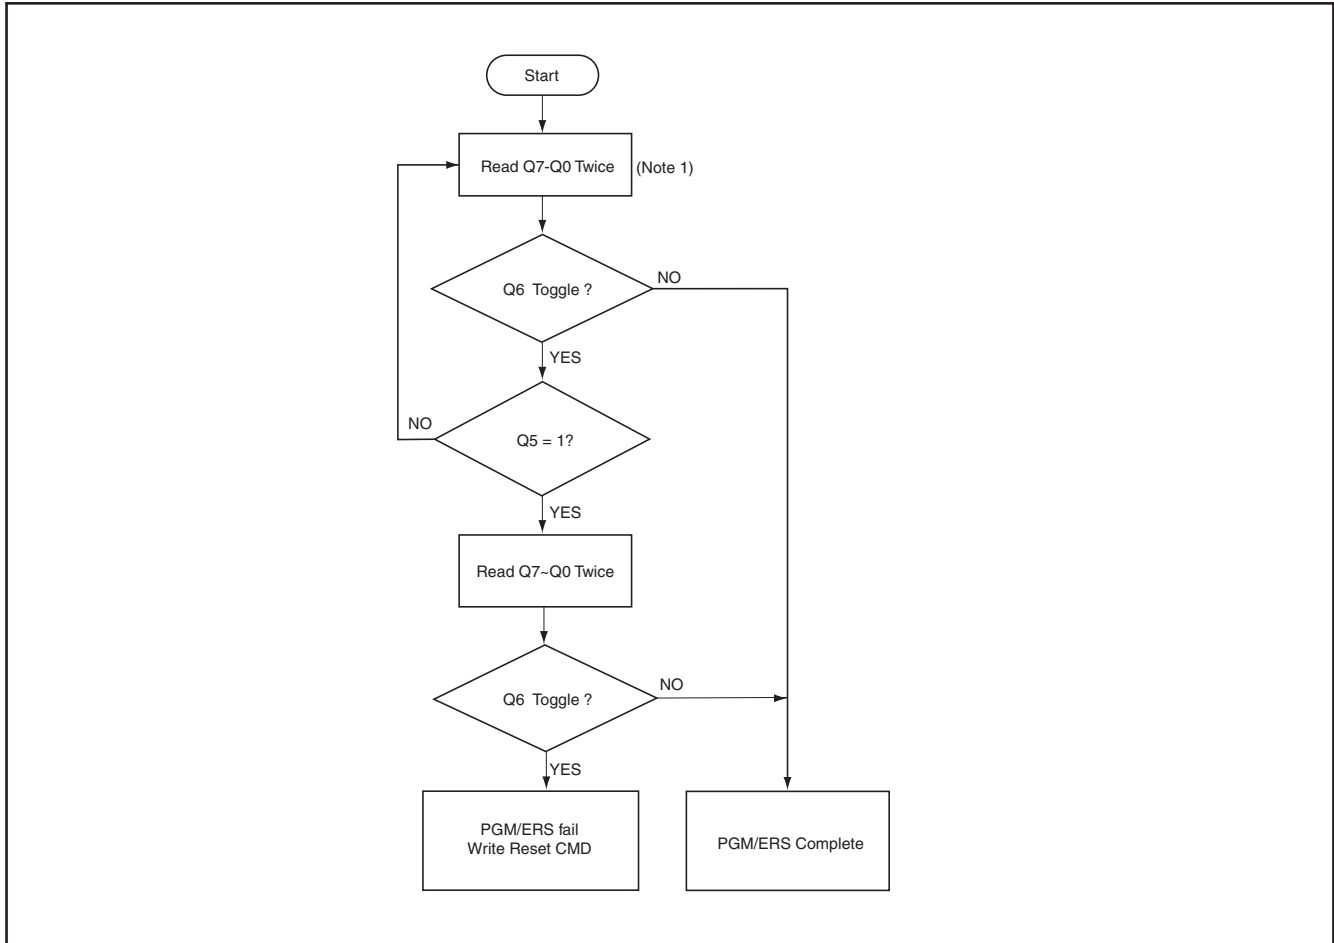 Start
Read Q7-Q0 Twice
(Note 1)
Q6 Toggle ?
NO
YES
NO
Q5 = 1?
YES
Read Q7~Q0 Twice
Q6 Toggle ?
NO
YES
PGM/ERS fail
Write Reset CMD
PGM/ERS Complete